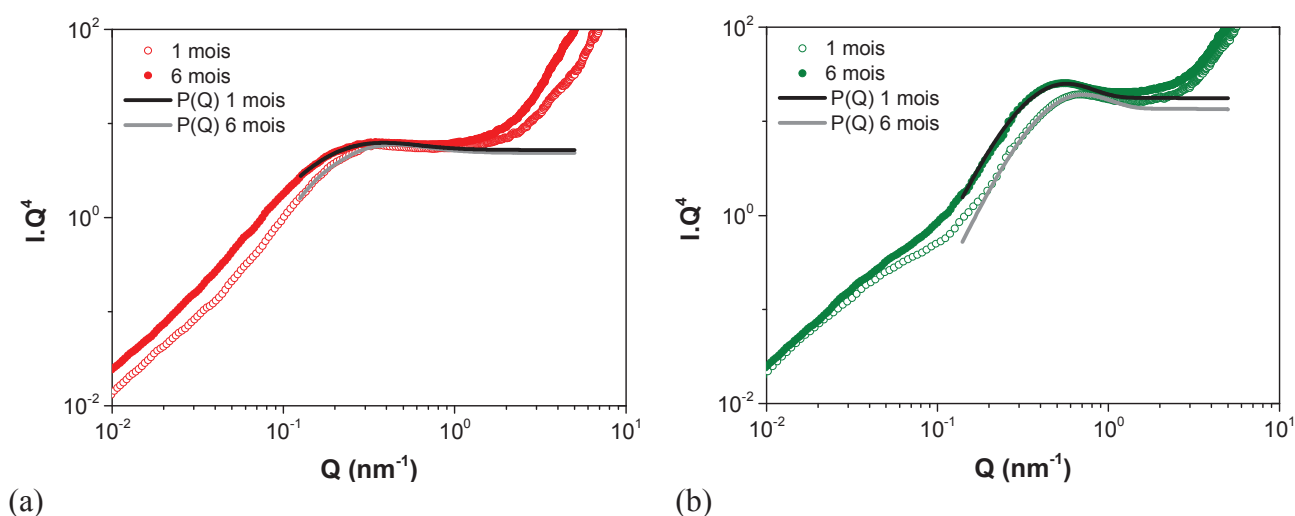 10²
1 mois
6 mois
P(Q) 1 mois
P(Q) 6 mois
I.Q⁴
10⁰
10⁻²
10⁻² 10⁻¹ 10⁰ 10¹
Q (nm⁻¹)
(a)
10²
1 mois
6 mois
P(Q) 1 mois
P(Q) 6 mois
I.Q⁴
10⁰
10⁻²
10⁻² 10⁻¹ 10⁰ 10¹
Q (nm⁻¹)
(b)